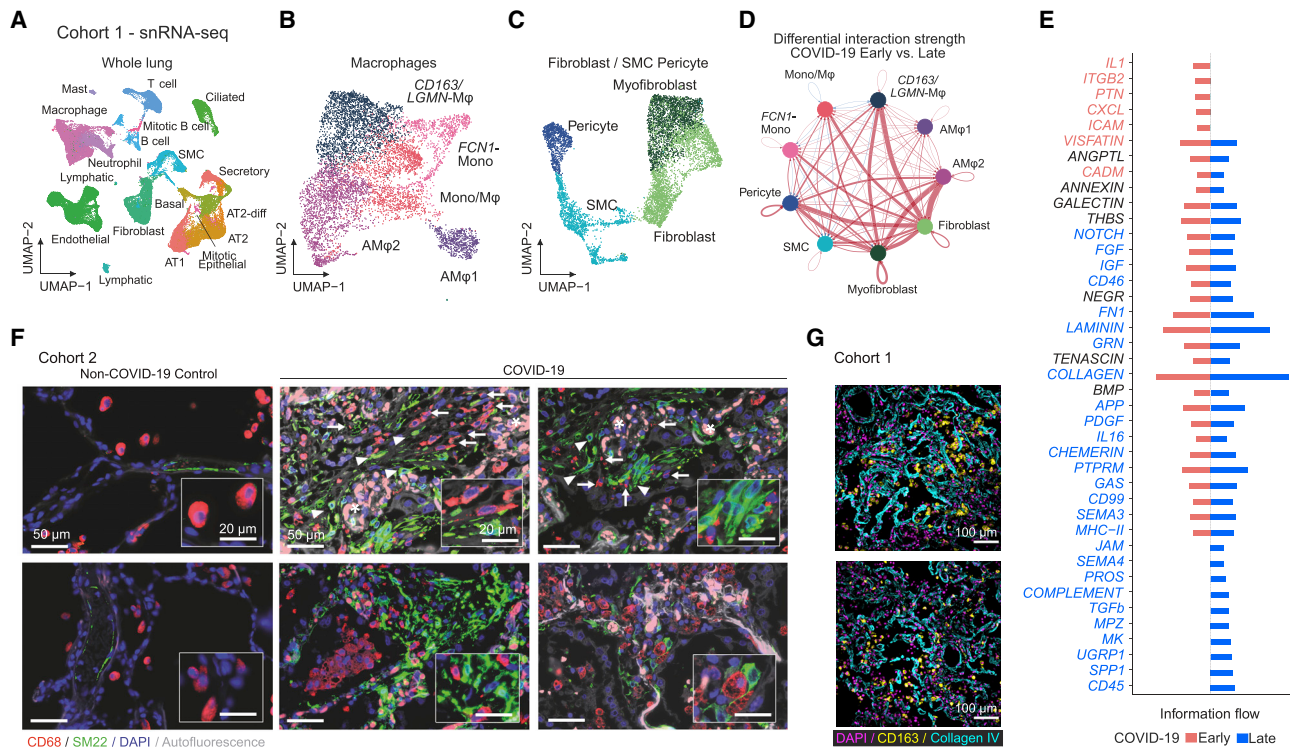 A
Cohort 1 - snRNA-seq
Whole lung
Mast
T cell
Ciliated
Macrophage
Mitotic B cell
B cell
Neutrophil
SMC
Lymphatic
Secretory
Basal
AT2-diff
Endothelial
Fibroblast
AT2
AT1
Mitotic
Epithelial
Lymphatic
UMAP-2
UMAP-1
B
Macrophages
CD163/
LGMN-Mφ
FCN1-
Mono
Mono/Mφ
AMφ2
AMφ1
UMAP-2
UMAP-1
C
Fibroblast / SMC Pericyte
Myofibroblast
Pericyte
SMC
Fibroblast
UMAP-2
UMAP-1
D
Differential interaction strength
COVID-19 Early vs. Late
Mono/Mφ
CD163/
LGMN-Mφ
FCN1-
Mono
AMφ1
AMφ2
Pericyte
Fibroblast
SMC
Myofibroblast
E
IL1
ITGB2
PTN
CXCL
ICAM
VISFATIN
ANGPTL
CADM
ANNEXIN
GALECTIN
THBS
NOTCH
FGF
IGF
CD46
NEGR
FN1
LAMININ
GRN
TENASCIN
COLLAGEN
BMP
APP
PDGF
IL16
CHEMERIN
PTPRM
GAS
CD99
SEMA3
MHC−II
JAM
SEMA4
PROS
COMPLEMENT
TGFb
MPZ
MK
UGRP1
SPP1
CD45
Information flow
COVID-19 Early Late
F
Cohort 2
Non-COVID-19 Control
COVID-19
50 µm
20 µm
50 µm
20 µm
* * * *
CD68 / SM22 / DAPI / Autofluorescence
G
Cohort 1
100 µm
100 µm
DAPI / CD163 / Collagen IV